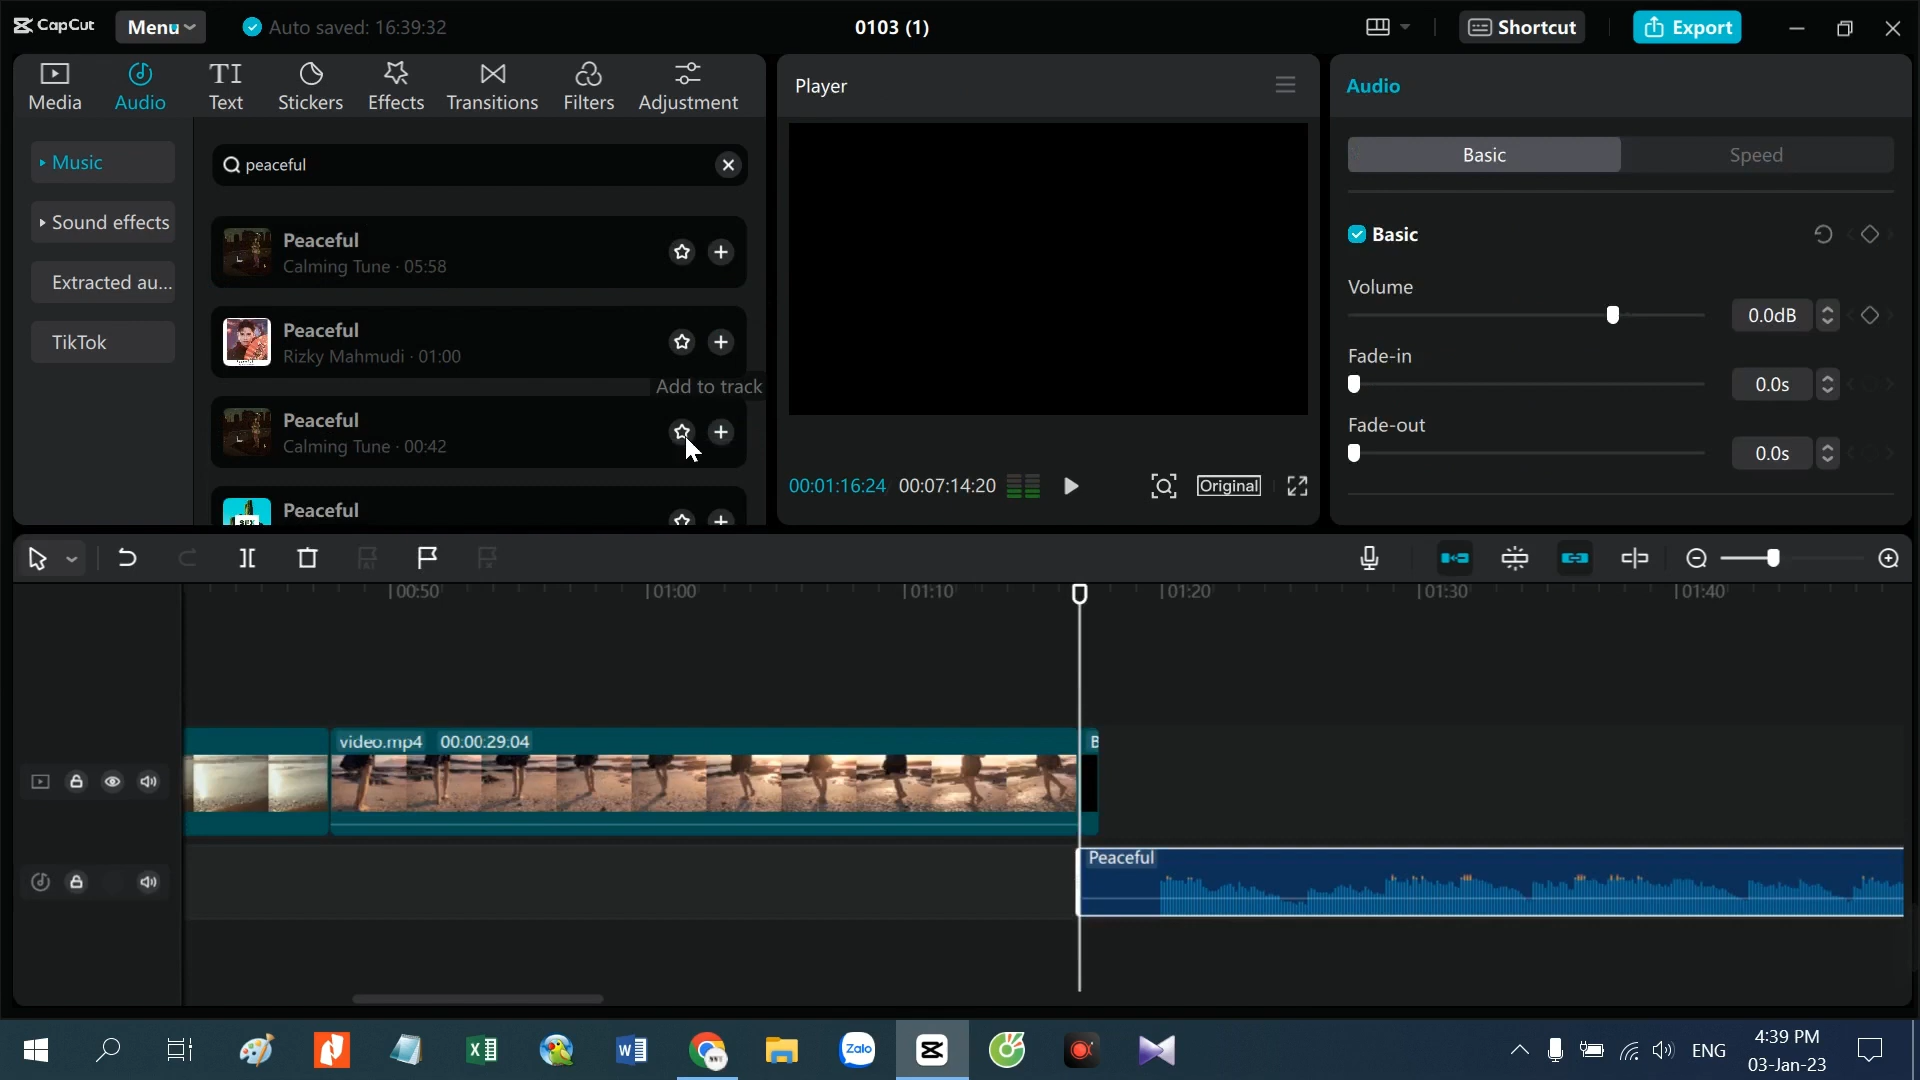 CapCut
Menu
Auto saved: 16:39:32
0103 (1)
Shortcut
Export
Media
Audio
Text
Stickers
Effects
Transitions
Filters
Adjustment
Music
Sound effects
Extracted au...
TikTok
peaceful
Peaceful
Calming Tune · 05:58
Peaceful
Rizky Mahmudi · 01:00
Add to track
Peaceful
Calming Tune · 00:42
Peaceful
Player
00:01:16:24
00:07:14:20
Original
Audio
Basic
Speed
Basic
Volume
0.0dB
Fade-in
0.0s
Fade-out
0.0s
00:50
01:00
01:10
01:20
01:30
01:40
video.mp4 00:00:29:04
B
Peaceful
Zalo
ENG
4:39 PM
03-Jan-23